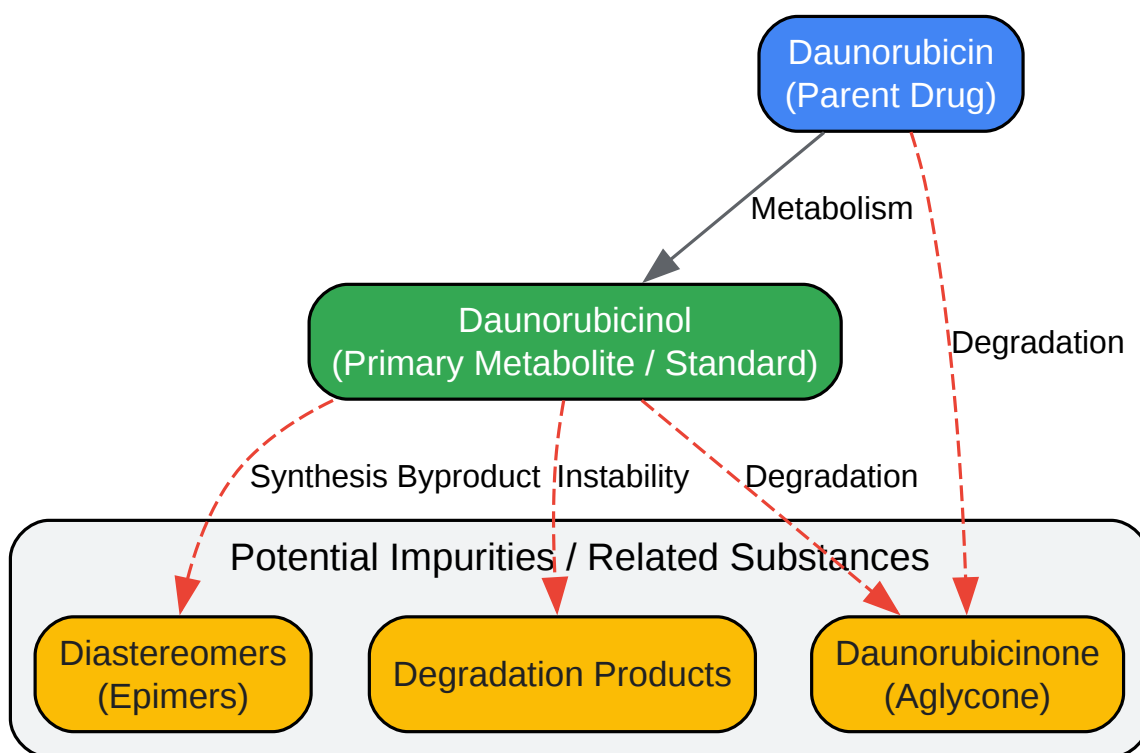 Daunorubicin
(Parent Drug)
Metabolism
Daunorubicinol
(Primary Metabolite / Standard)
Degradation
Synthesis Byproduct
Instability
Degradation
Potential Impurities / Related Substances
Diastereomers
(Epimers)
Degradation Products
Daunorubicinone
(Aglycone)